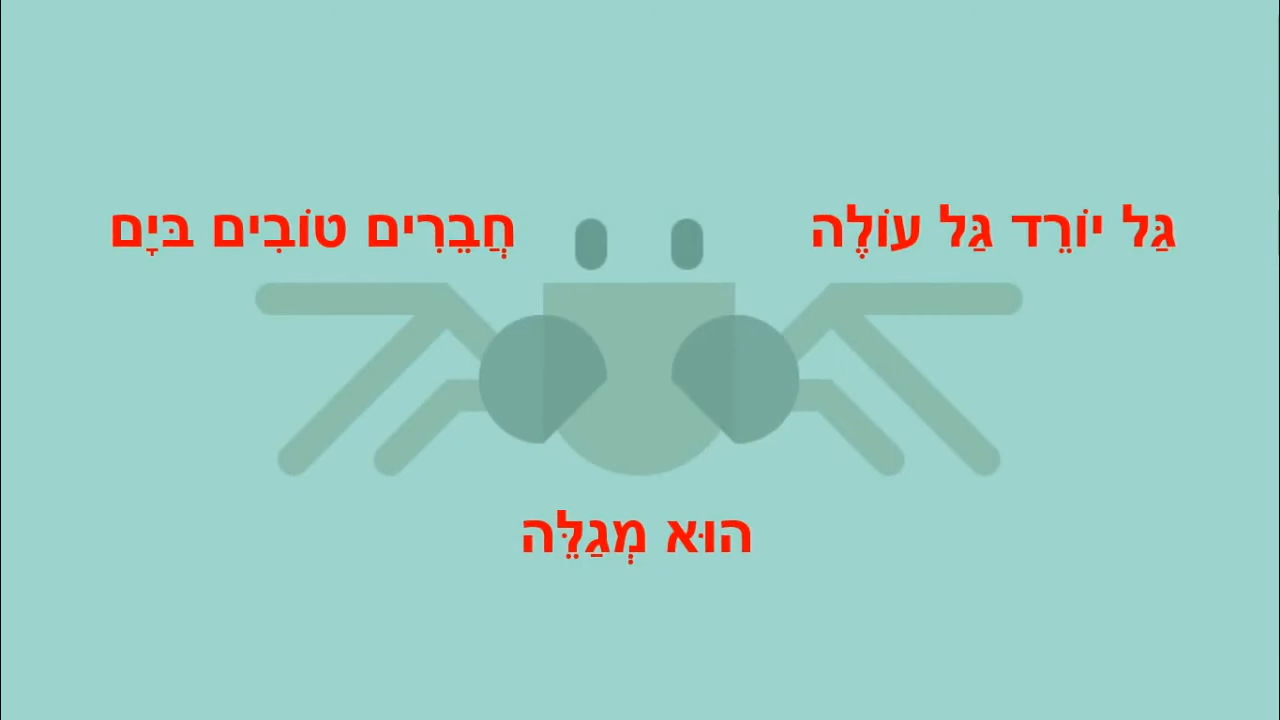 גַּל יוֹרֵד גַּל עוֹלֶה
חֲבֵרִים טוֹבִים בּיָם
הוּא מְגַלֵּה